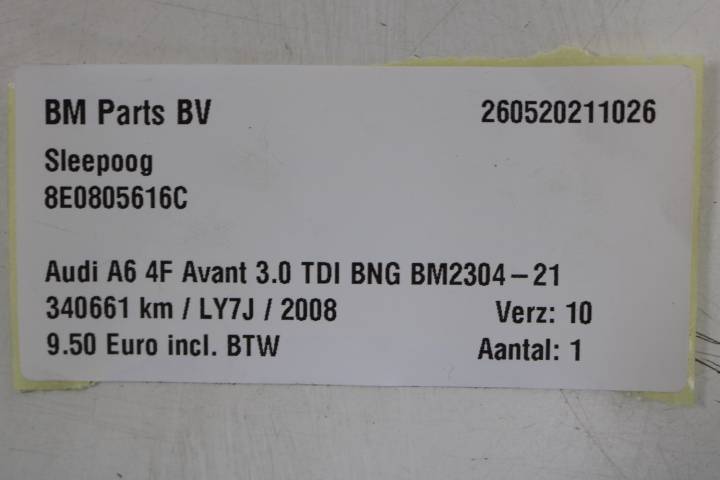 BM Parts BV 260520211026
Sleepoog
8E0805616C
Audi A6 4F Avant 3.0 TDI BNG BM2304-21
340661 km / LY7J / 2008 Verz: 10
9.50 Euro incl. BTW Aantal: 1